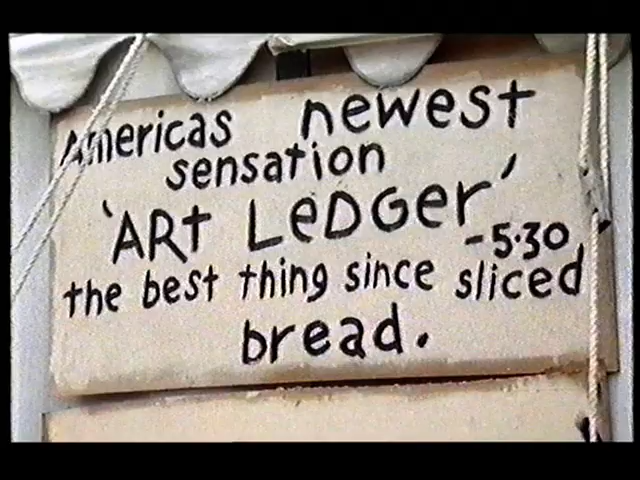 Americas newest
sensation
'ART LeDGer'
-5.30
the best thing since sliced
bread.